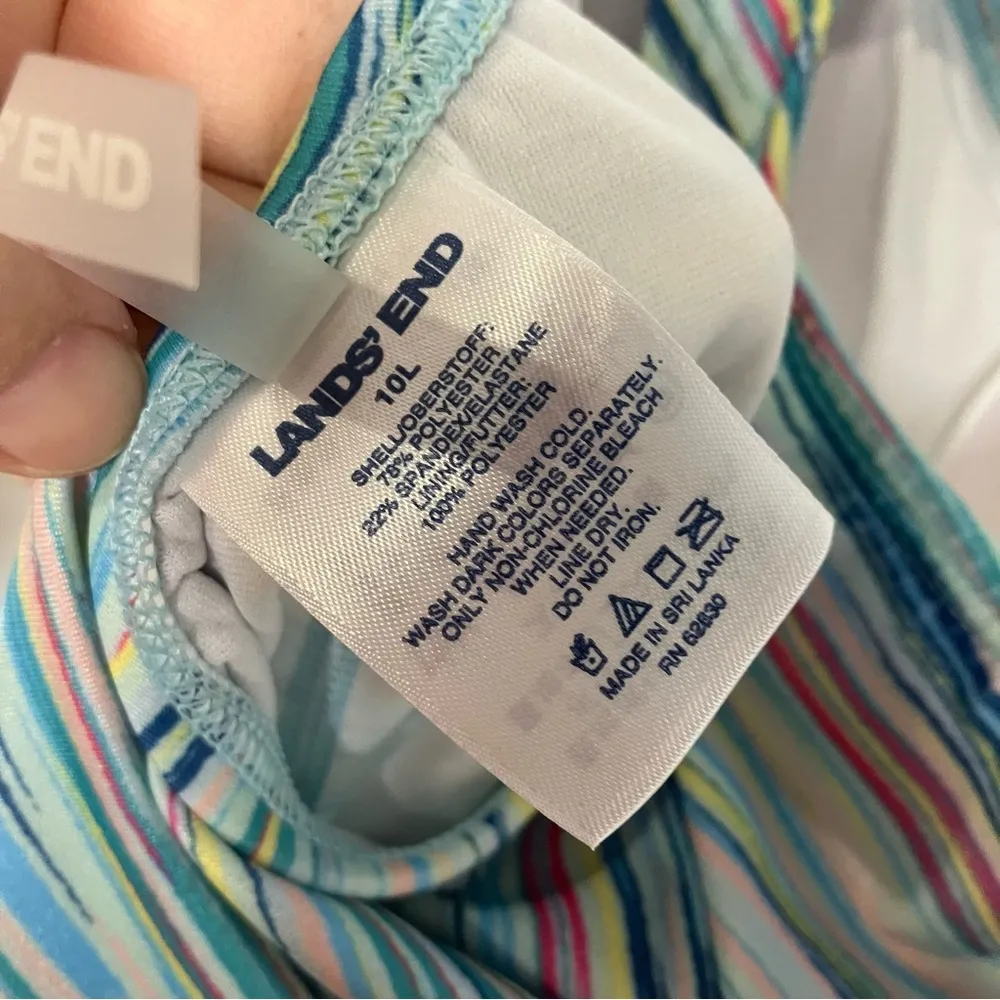 'END
LANDS' END
10L
SHELL/OBERSTOFF:
78% POLYESTER
22% SPANDEX/ELASTANE
LINING/FUTTER:
100% POLYESTER
HAND WASH COLD.
WASH DARK COLORS SEPARATELY.
ONLY NON-CHLORINE BLEACH
WHEN NEEDED.
LINE DRY.
DO NOT IRON.
MADE IN SRI LANKA
RN 62830